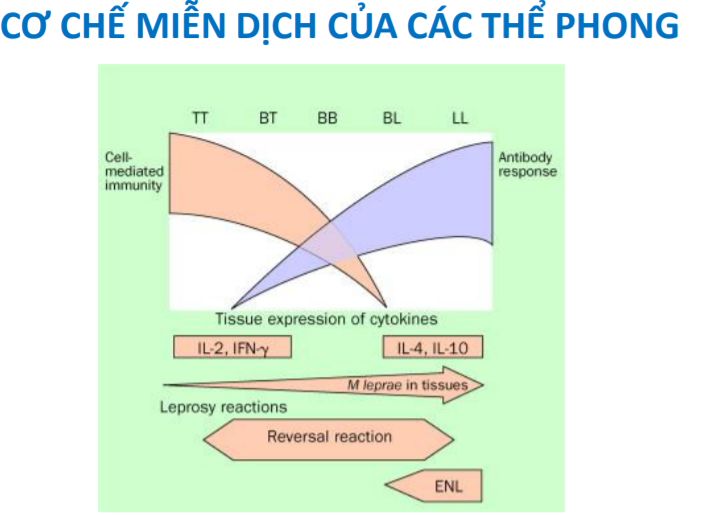 CƠ CHẾ MIỄN DỊCH CỦA CÁC THỂ PHONG
TT BT BB BL LL
Cell-
mediated
immunity
Antibody
response
Tissue expression of cytokines
IL-2, IFN-γ
IL-4, IL-10
M leprae in tissues
Leprosy reactions
Reversal reaction
ENL